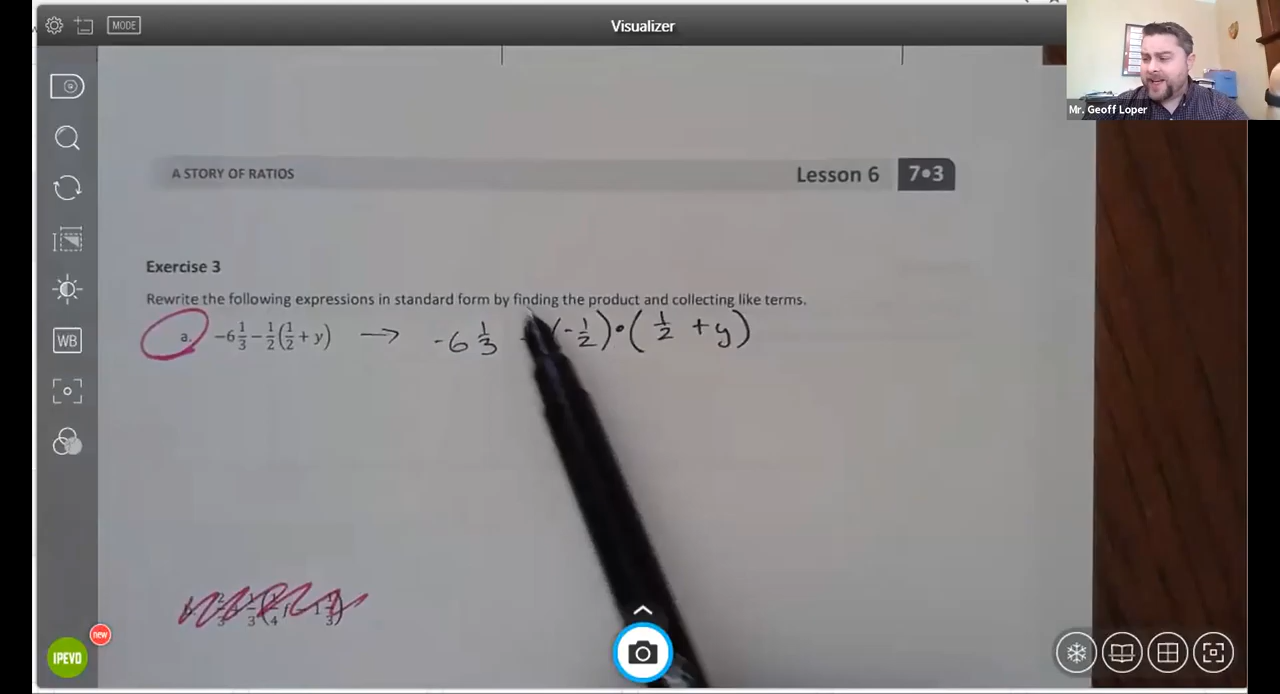 MODE
Visualizer
Mr. Geoff Loper
A STORY OF RATIOS
Lesson 6
7•3
Exercise 3
Rewrite the following expressions in standard form by finding the product and collecting like terms.
a. −6 1/3 − 1/2 (1/2 + y) → -6 1/3 (-1/2)•(1/2 + y)
WB
new
IPEVO